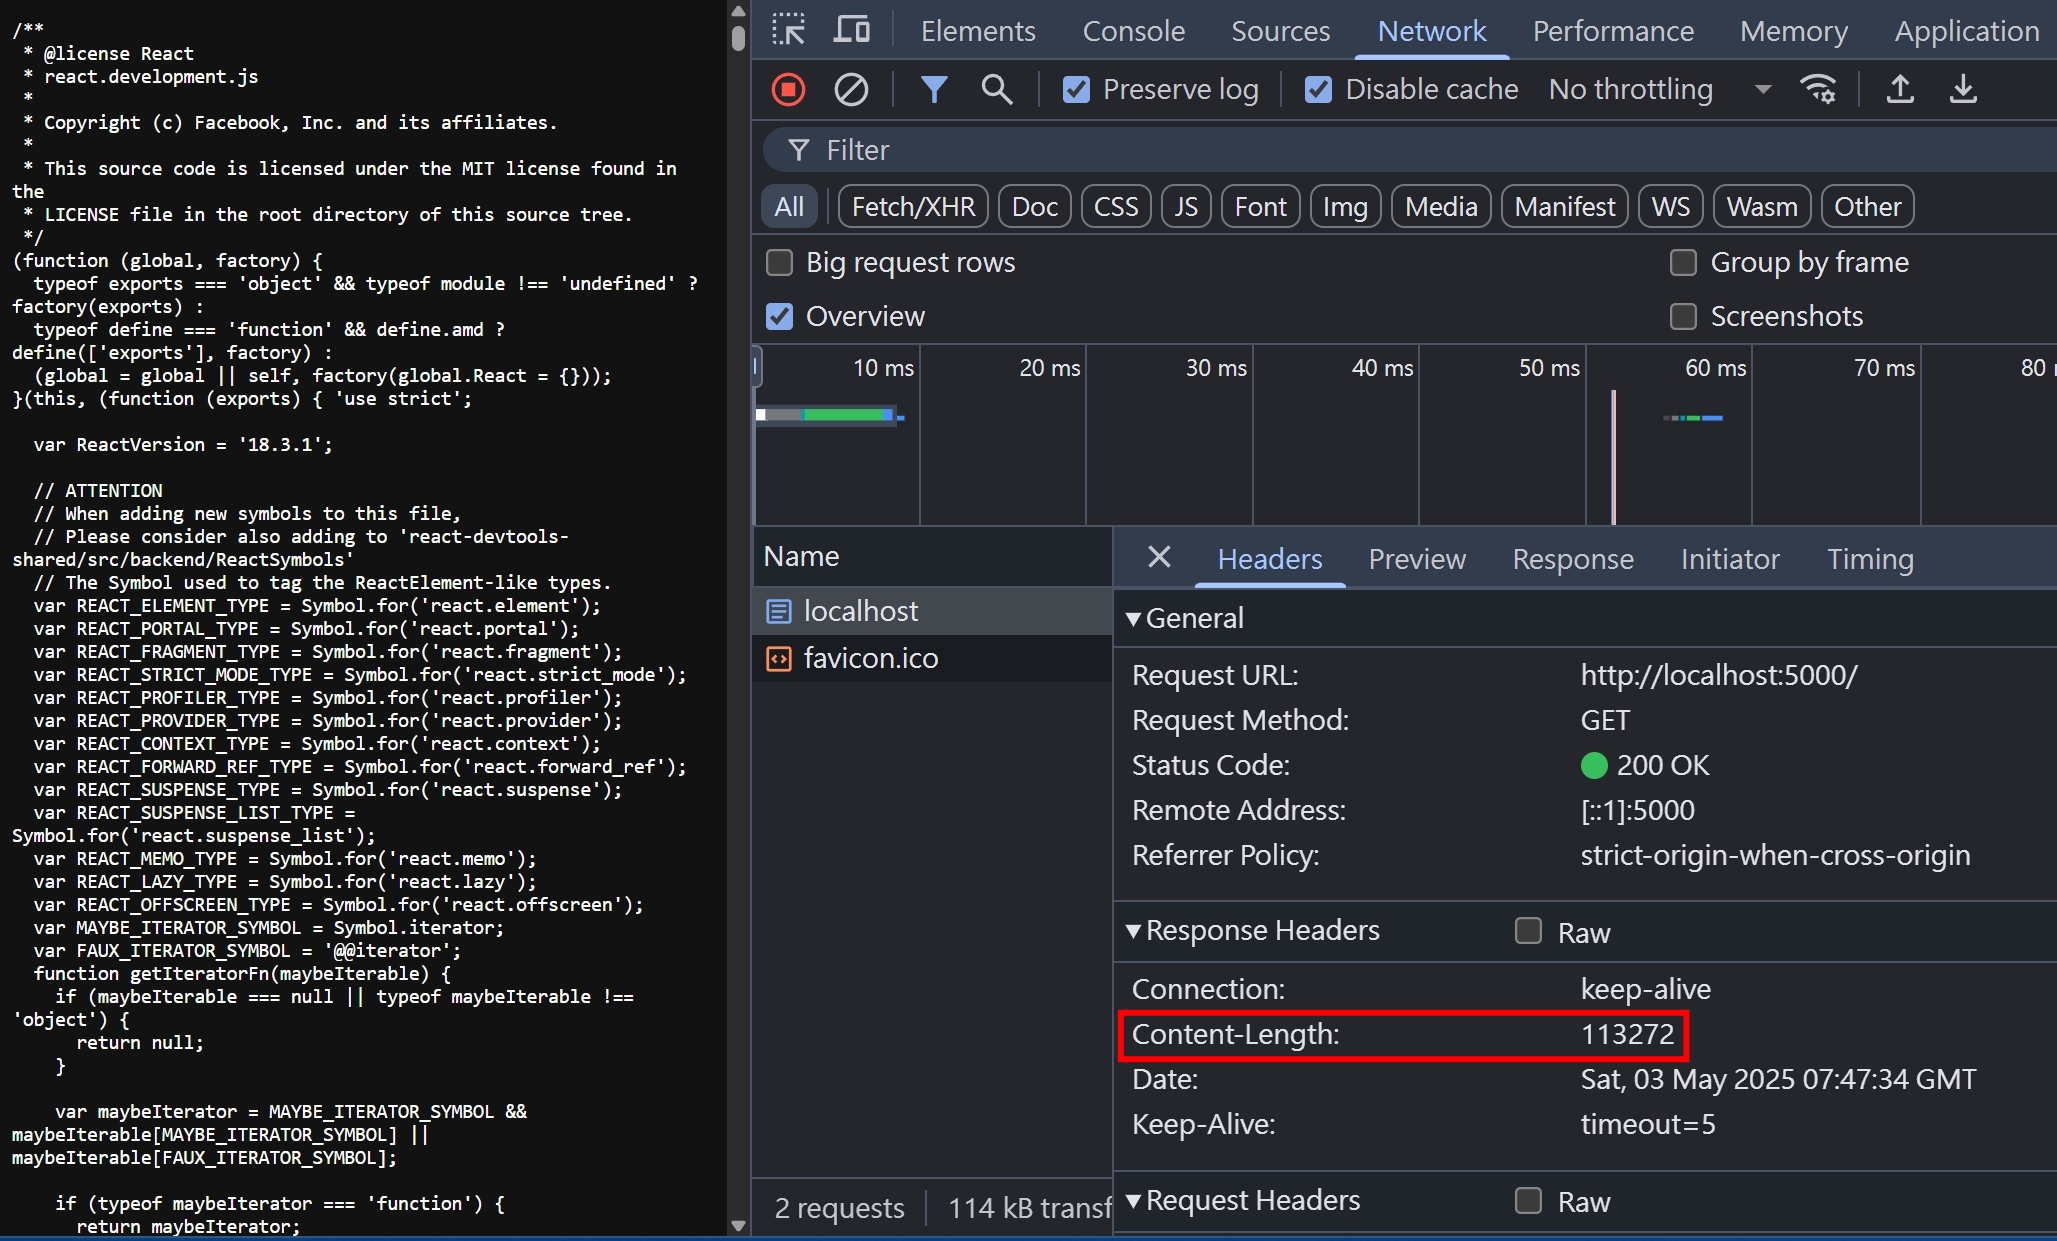 /**
 * @license React
 * react.development.js
 *
 * Copyright (c) Facebook, Inc. and its affiliates.
 *
 * This source code is licensed under the MIT license found in
the
 * LICENSE file in the root directory of this source tree.
 */
(function (global, factory) {
  typeof exports === 'object' && typeof module !== 'undefined' ?
factory(exports) :
  typeof define === 'function' && define.amd ?
define(['exports'], factory) :
  (global = global || self, factory(global.React = {}));
}(this, (function (exports) { 'use strict';

  var ReactVersion = '18.3.1';

  // ATTENTION
  // When adding new symbols to this file,
  // Please consider also adding to 'react-devtools-
shared/src/backend/ReactSymbols'
  // The Symbol used to tag the ReactElement-like types.
  var REACT_ELEMENT_TYPE = Symbol.for('react.element');
  var REACT_PORTAL_TYPE = Symbol.for('react.portal');
  var REACT_FRAGMENT_TYPE = Symbol.for('react.fragment');
  var REACT_STRICT_MODE_TYPE = Symbol.for('react.strict_mode');
  var REACT_PROFILER_TYPE = Symbol.for('react.profiler');
  var REACT_PROVIDER_TYPE = Symbol.for('react.provider');
  var REACT_CONTEXT_TYPE = Symbol.for('react.context');
  var REACT_FORWARD_REF_TYPE = Symbol.for('react.forward_ref');
  var REACT_SUSPENSE_TYPE = Symbol.for('react.suspense');
  var REACT_SUSPENSE_LIST_TYPE =
Symbol.for('react.suspense_list');
  var REACT_MEMO_TYPE = Symbol.for('react.memo');
  var REACT_LAZY_TYPE = Symbol.for('react.lazy');
  var REACT_OFFSCREEN_TYPE = Symbol.for('react.offscreen');
  var MAYBE_ITERATOR_SYMBOL = Symbol.iterator;
  var FAUX_ITERATOR_SYMBOL = '@@iterator';
  function getIteratorFn(maybeIterable) {
    if (maybeIterable === null || typeof maybeIterable !==
'object') {
      return null;
    }

    var maybeIterator = MAYBE_ITERATOR_SYMBOL &&
maybeIterable[MAYBE_ITERATOR_SYMBOL] ||
maybeIterable[FAUX_ITERATOR_SYMBOL];

    if (typeof maybeIterator === 'function') {
      return maybeIterator;
Elements Console Sources Network Performance Memory Application
Preserve log Disable cache No throttling
Filter
All Fetch/XHR Doc CSS JS Font Img Media Manifest WS Wasm Other
Big request rows Group by frame
Overview Screenshots
10 ms 20 ms 30 ms 40 ms 50 ms 60 ms 70 ms 80
Name
localhost
favicon.ico
2 requests 114 kB transf
Headers Preview Response Initiator Timing
General
Request URL: http://localhost:5000/
Request Method: GET
Status Code: 200 OK
Remote Address: [::1]:5000
Referrer Policy: strict-origin-when-cross-origin
Response Headers Raw
Connection: keep-alive
Content-Length: 113272
Date: Sat, 03 May 2025 07:47:34 GMT
Keep-Alive: timeout=5
Request Headers Raw